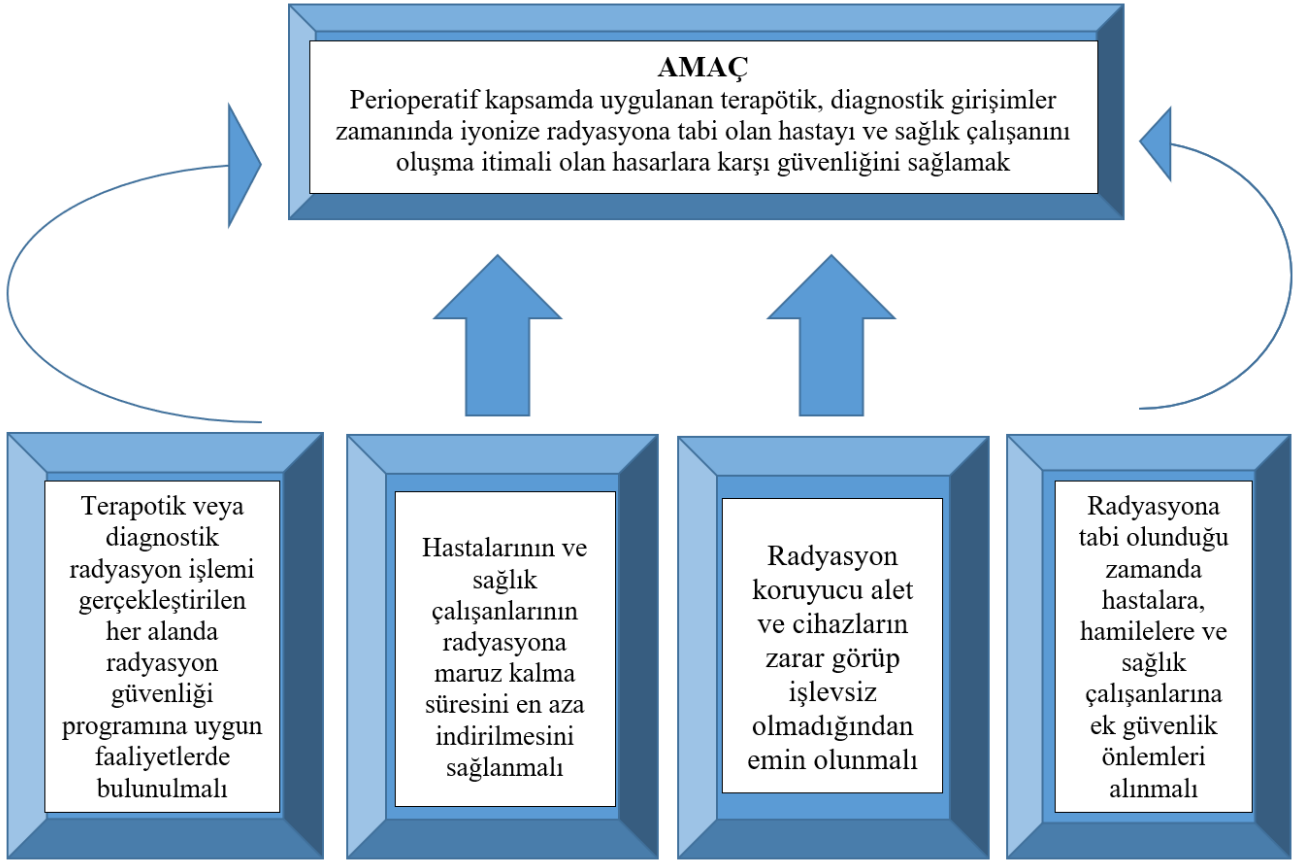 AMAÇ
Perioperatif kapsamda uygulanan terapötik, diagnostik girişimler
zamanında iyonize radyasyona tabi olan hastayı ve sağlık çalışanını
oluşma itimali olan hasarlara karşı güvenliğini sağlamak
Terapotik veya
diagnostik
radyasyon işlemi
gerçekleştirilen
her alanda
radyasyon
güvenliği
programına uygun
faaliyetlerde
bulunulmalı
Hastalarının ve
sağlık
çalışanlarının
radyasyona
maruz kalma
süresini en aza
indirilmesini
sağlanmalı
Radyasyon
koruyucu alet
ve cihazların
zarar görüp
işlevsiz
olmadığından
emin olunmalı
Radyasyona
tabi olunduğu
zamanda
hastalara,
hamilelere ve
sağlık
çalışanlarına
ek güvenlik
önlemleri
alınmalı